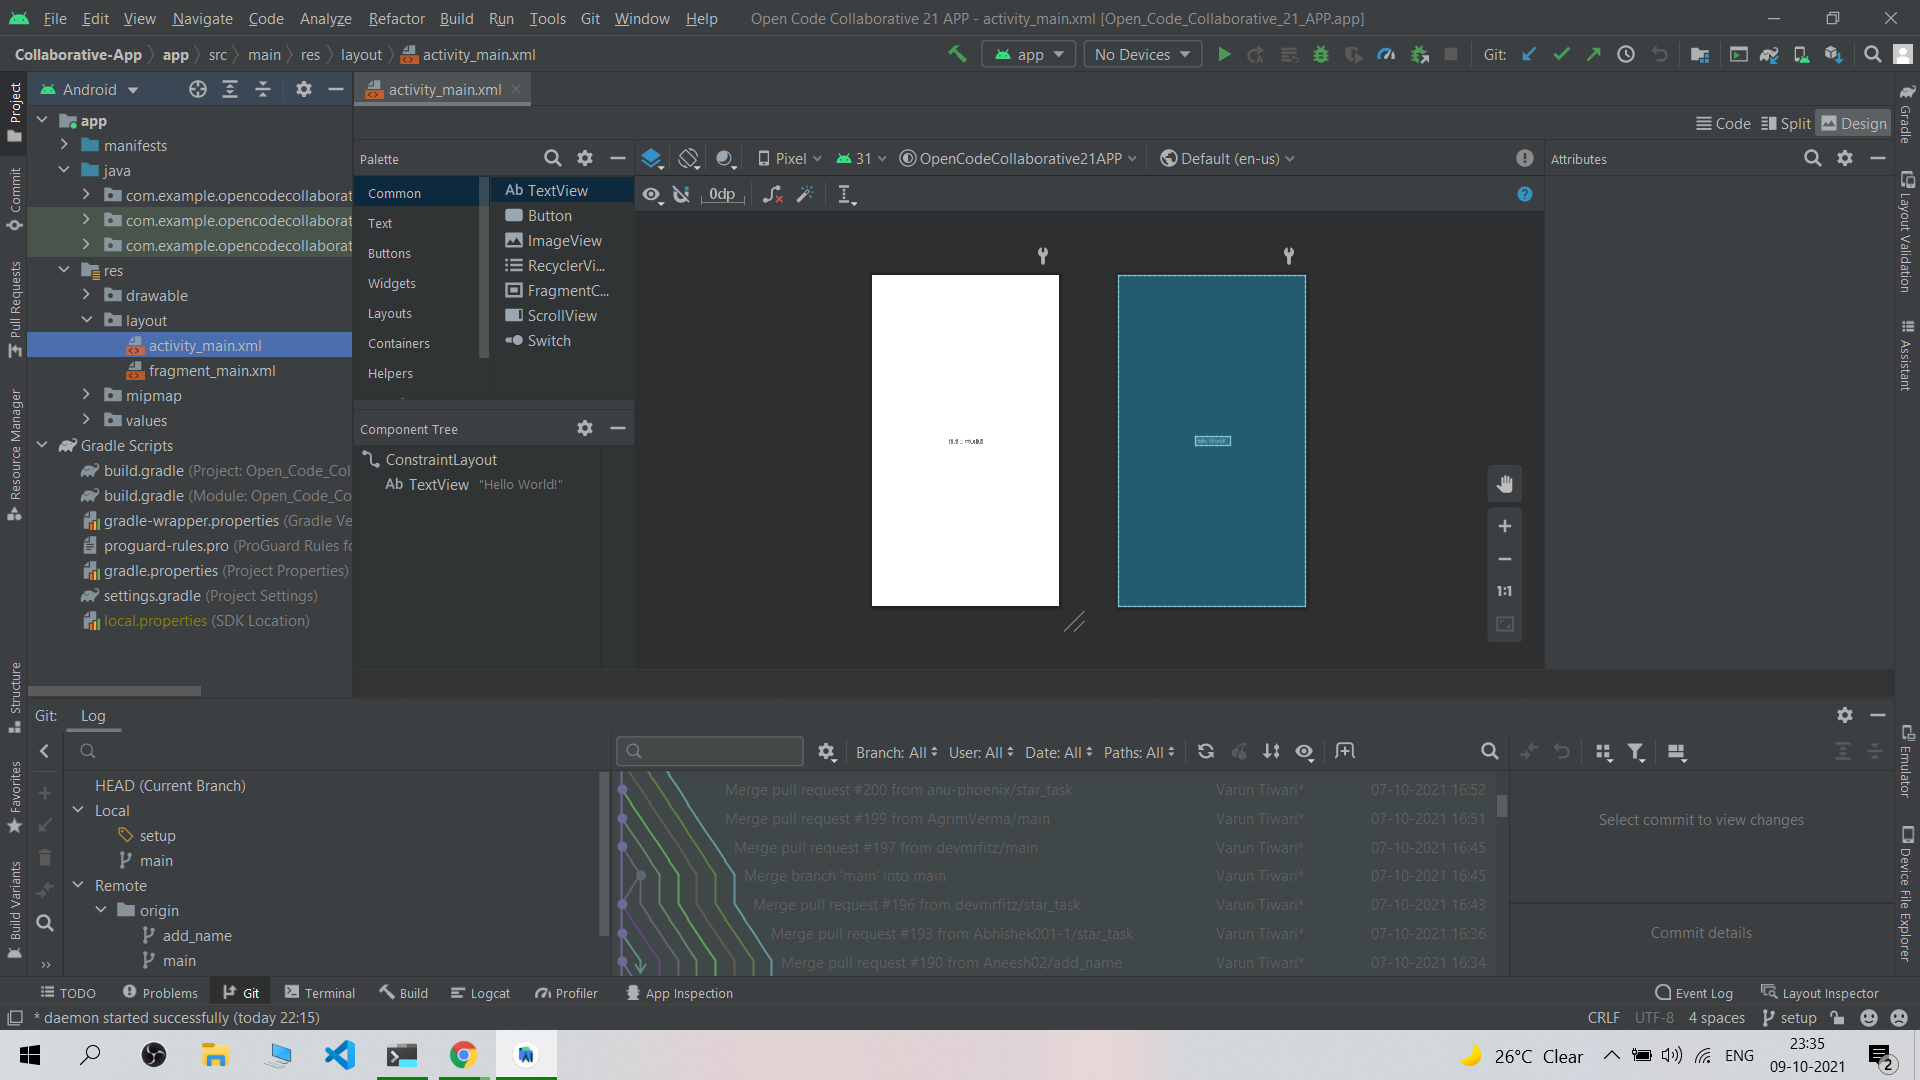 File Edit View Navigate Code Analyze Refactor Build Run Tools Git Window Help Open Code Collaborative 21 APP - activity_main.xml [Open_Code_Collaborative_21_APP.app]
Collaborative-App app src main res layout activity_main.xml app No Devices Git:
Project
Commit
Pull Requests
Resource Manager
Structure
Favorites
Build Variants
Android
app
manifests
java
com.example.opencodecollaborat
com.example.opencodecollaborat
com.example.opencodecollaborat
res
drawable
layout
activity_main.xml
fragment_main.xml
mipmap
values
Gradle Scripts
build.gradle (Project: Open_Code_Col
build.gradle (Module: Open_Code_Co
gradle-wrapper.properties (Gradle Ve
proguard-rules.pro (ProGuard Rules fo
gradle.properties (Project Properties)
settings.gradle (Project Settings)
local.properties (SDK Location)
activity_main.xml
Code Split Design
Palette
Common
Text
Buttons
Widgets
Layouts
Containers
Helpers
Ab TextView
Button
ImageView
RecyclerVi...
FragmentC...
ScrollView
Switch
Component Tree
ConstraintLayout
Ab TextView "Hello World!"
Pixel 31 OpenCodeCollaborative21APP Default (en-us)
0dp
Hello World!
1:1
Attributes
Gradle
Layout Validation
Assistant
Emulator
Device File Explorer
Git: Log
HEAD (Current Branch)
Local
setup
main
Remote
origin
add_name
main
Branch: All User: All Date: All Paths: All
Merge pull request #200 from anu-phoenix/star_task Varun Tiwari* 07-10-2021 16:52
Merge pull request #199 from AgrimVerma/main Varun Tiwari* 07-10-2021 16:51
Merge pull request #197 from devmrfitz/main Varun Tiwari* 07-10-2021 16:45
Merge branch 'main' into main Varun Tiwari* 07-10-2021 16:45
Merge pull request #196 from devmrfitz/star_task Varun Tiwari* 07-10-2021 16:43
Merge pull request #193 from Abhishek001-1/star_task Varun Tiwari* 07-10-2021 16:36
Merge pull request #190 from Aneesh02/add_name Varun Tiwari* 07-10-2021 16:34
Select commit to view changes
Commit details
TODO Problems Git Terminal Build Logcat Profiler App Inspection Event Log Layout Inspector
* daemon started successfully (today 22:15) CRLF UTF-8 4 spaces setup
26°C Clear ENG 23:35
09-10-2021 2